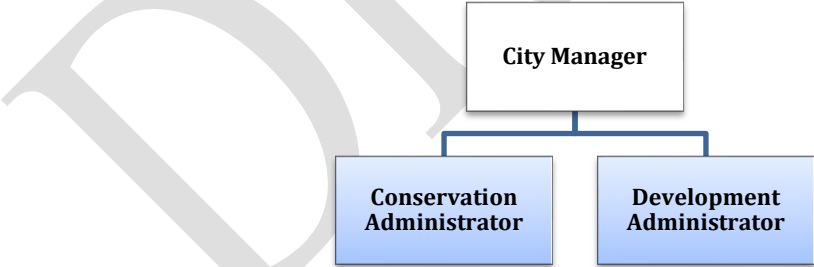 City Manager
Conservation
Administrator
Development
Administrator